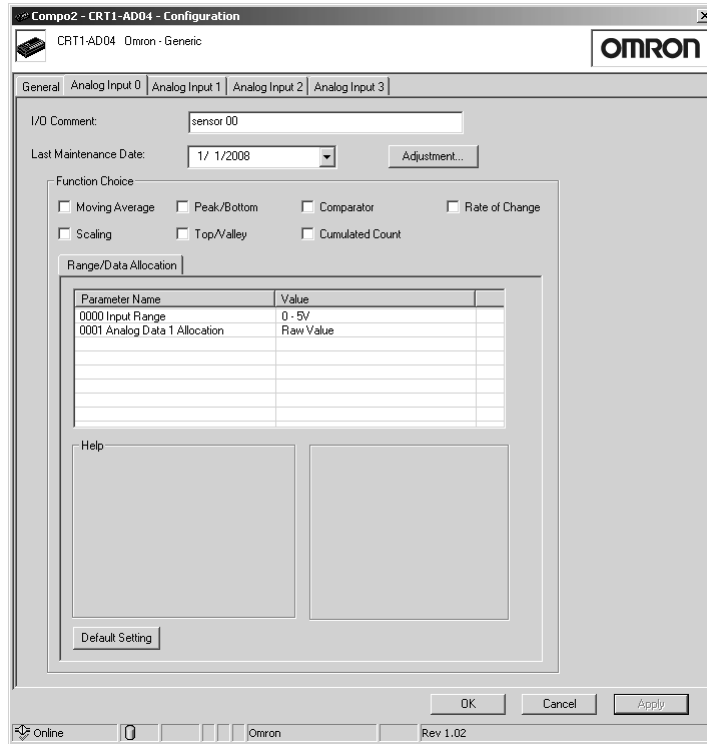 Compo2 - CRT1-AD04 - Configuration
CRT1-AD04 Omron - Generic
OMRON
General Analog Input 0 Analog Input 1 Analog Input 2 Analog Input 3
I/O Comment: sensor 00
Last Maintenance Date: 1/ 1/2008 Adjustment...
Function Choice
Moving Average Peak/Bottom Comparator Rate of Change
Scaling Top/Valley Cumulated Count
Range/Data Allocation
Parameter Name Value
0000 Input Range 0 - 5V
0001 Analog Data 1 Allocation Raw Value
Help
Default Setting
OK Cancel Apply
Online Omron Rev 1.02